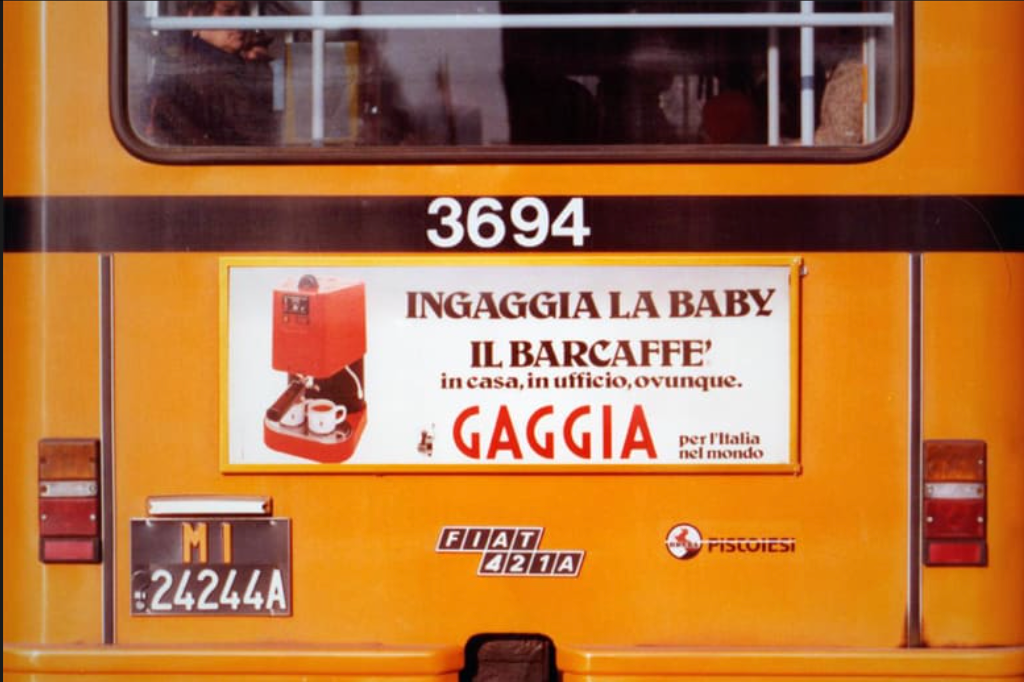 3694
INGAGGIA LA BABY
IL BARCAFFE'
in casa, in ufficio, ovunque.
GAGGIA
per l'Italia
nel mondo
FIAT
421A
PISTOIESI
MI
24244A